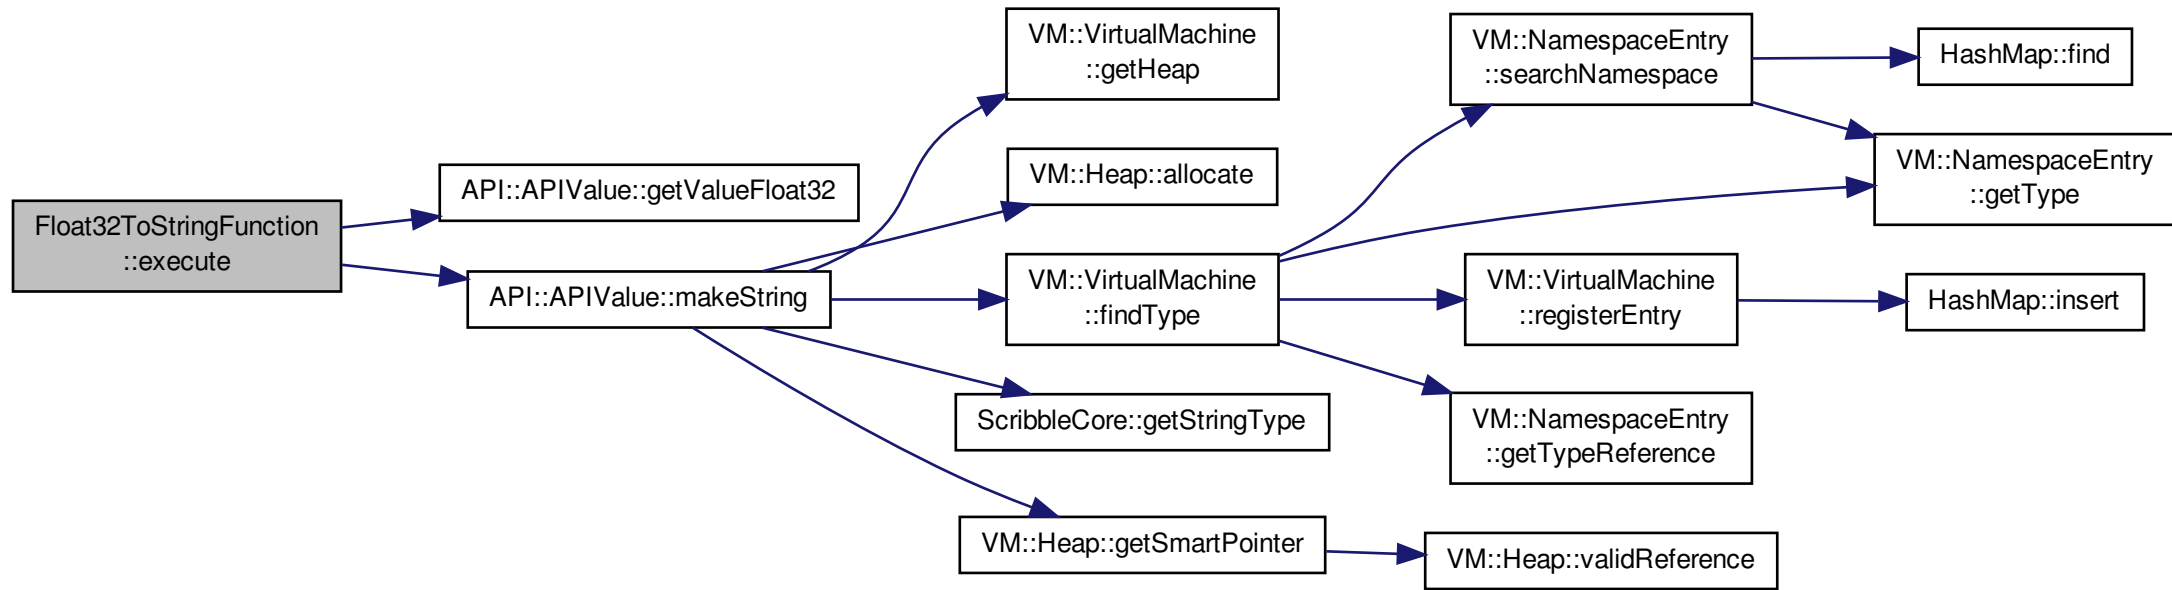 Float32ToStringFunction
::execute
API::APIValue::getValueFloat32
API::APIValue::makeString
VM::VirtualMachine
::getHeap
VM::Heap::allocate
VM::VirtualMachine
::findType
ScribbleCore::getStringType
VM::Heap::getSmartPointer
VM::NamespaceEntry
::searchNamespace
VM::VirtualMachine
::registerEntry
VM::NamespaceEntry
::getTypeReference
VM::Heap::validReference
HashMap::find
VM::NamespaceEntry
::getType
HashMap::insert